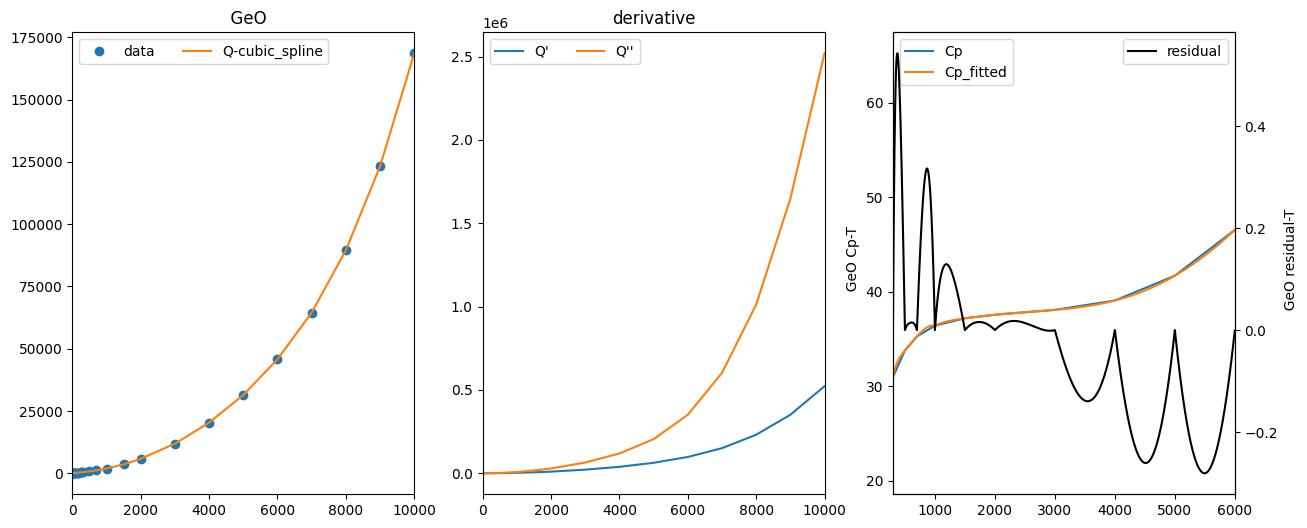 GeO
175000
150000
125000
100000
75000
50000
25000
0
0 2000 4000 6000 8000 10000
data Q-cubic_spline
derivative
1e6
2.5
2.0
1.5
1.0
0.5
0.0
0 2000 4000 6000 8000 10000
Q' Q''
GeO Cp-T
60
50
40
30
20
1000 2000 3000 4000 5000 6000
Cp
Cp_fitted
residual
0.4
0.2
0.0
−0.2
GeO residual-T